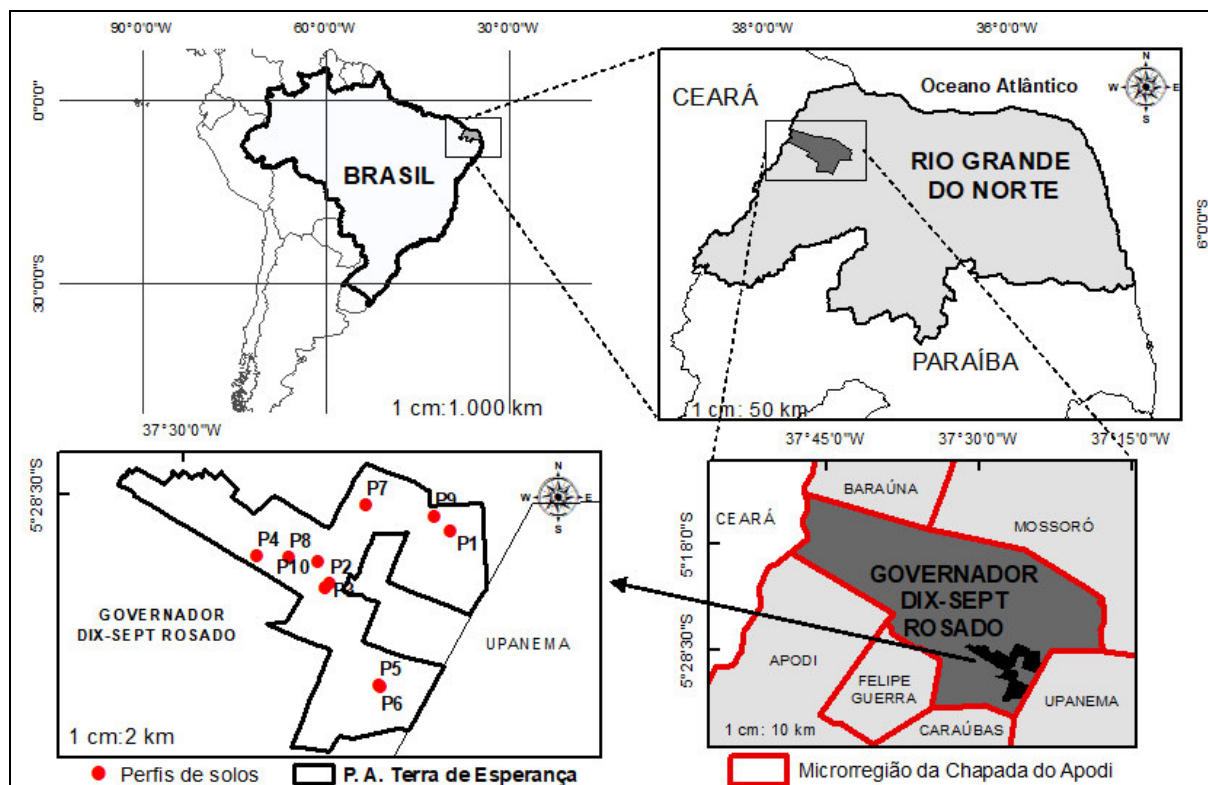 90°0'0"W
60°0'0"W
30°0'0"W
0°0'0"
30°0'0"S
BRASIL
1 cm:1.000 km
38°0'0"W
36°0'0"W
6°0'0"S
CEARÁ
Oceano Atlântico
N
W
E
S
RIO GRANDE
DO NORTE
PARAÍBA
1 cm: 50 km
37°30'0"W
5°28'30"S
P7
P9
P1
P4
P8
P10
P2
P3
P5
P6
N
W
E
S
GOVERNADOR
DIX-SEPT ROSADO
UPANEMA
1 cm:2 km
37°45'0"W
37°30'0"W
37°15'0"W
5°18'0"S
5°28'30"S
CEARÁ
BARAÚNA
MOSSORÓ
GOVERNADOR
DIX-SEPT
ROSADO
APODI
FELIPE
GUERRA
UPANEMA
CARAÚBAS
1 cm: 10 km
Perfis de solos
P. A. Terra de Esperança
Microrregião da Chapada do Apodi